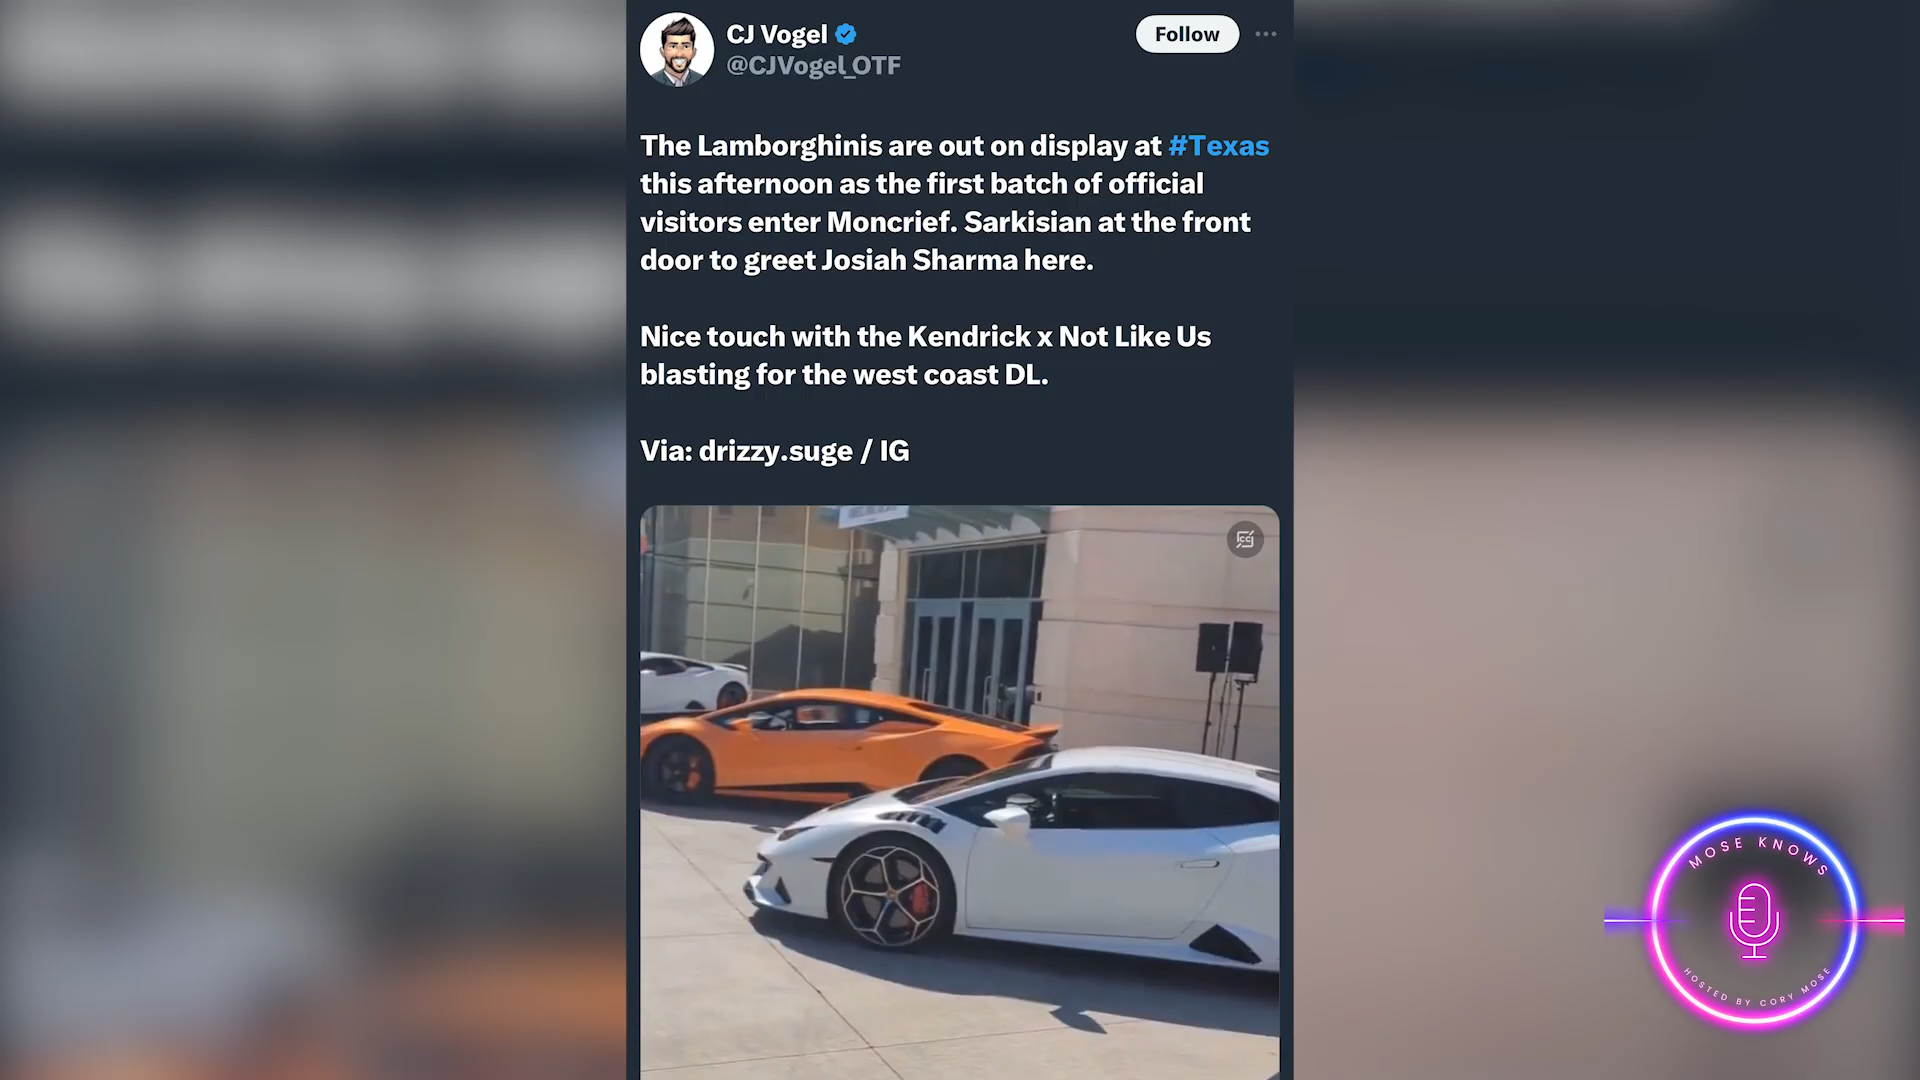 CJ Vogel
@CJVogel_OTF
Follow
The Lamborghinis are out on display at #Texas
this afternoon as the first batch of official
visitors enter Moncrief. Sarkisian at the front
door to greet Josiah Sharma here.
Nice touch with the Kendrick x Not Like Us
blasting for the west coast DL.
Via: drizzy.suge / IG
CC
MOSE KNOWS
HOSTED BY CORY MOSE